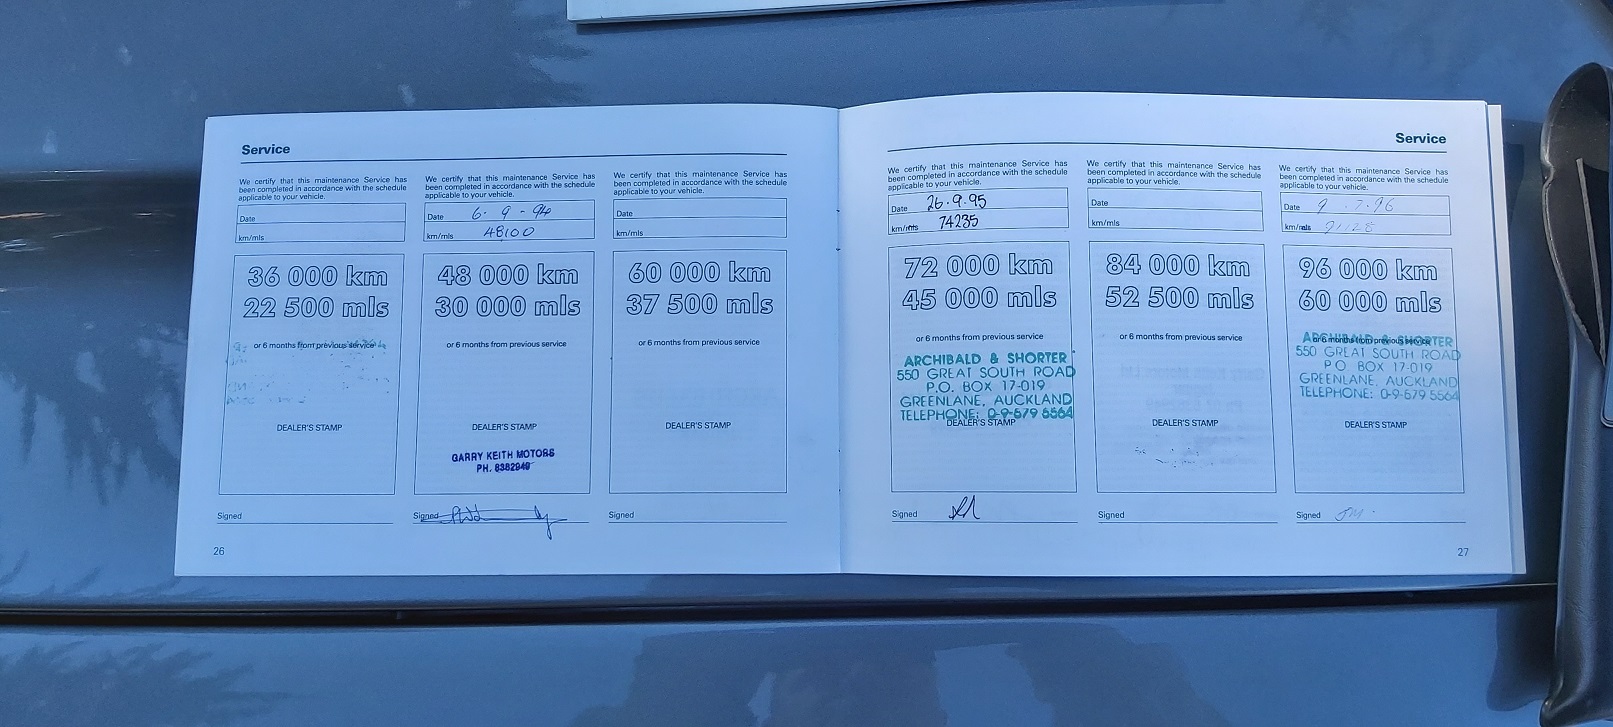 Service
We certify that this maintenance Service has
been completed in accordance with the schedule
applicable to your vehicle.
Date
km/mls
36 000 km
22 500 mls
or 6 months from previous service
DEALER'S STAMP
Signed
We certify that this maintenance Service has
been completed in accordance with the schedule
applicable to your vehicle.
Date 6-9-94
km/mls 48100
48 000 km
30 000 mls
or 6 months from previous service
DEALER'S STAMP
GARRY KEITH MOTORS
PH. 8382949
Signed
We certify that this maintenance Service has
been completed in accordance with the schedule
applicable to your vehicle.
Date
km/mls
60 000 km
37 500 mls
or 6 months from previous service
DEALER'S STAMP
Signed
26
Service
We certify that this maintenance Service has
been completed in accordance with the schedule
applicable to your vehicle.
Date 26.9.95
km/mls 74235
72 000 km
45 000 mls
or 6 months from previous service
ARCHIBALD & SHORTER
550 GREAT SOUTH ROAD
P.O. BOX 17-019
GREENLANE, AUCKLAND
TELEPHONE: 0-9-579 5564
DEALER'S STAMP
Signed
We certify that this maintenance Service has
been completed in accordance with the schedule
applicable to your vehicle.
Date
km/mls
84 000 km
52 500 mls
or 6 months from previous service
DEALER'S STAMP
Signed
We certify that this maintenance Service has
been completed in accordance with the schedule
applicable to your vehicle.
Date 9.7.96
km/mls 91128
96 000 km
60 000 mls
or 6 months from previous service
ARCHIBALD & SHORTER
550 GREAT SOUTH ROAD
P O BOX 17-019
GREENLANE, AUCKLAND
TELEPHONE: 0-9-579 5564
DEALER'S STAMP
Signed
27